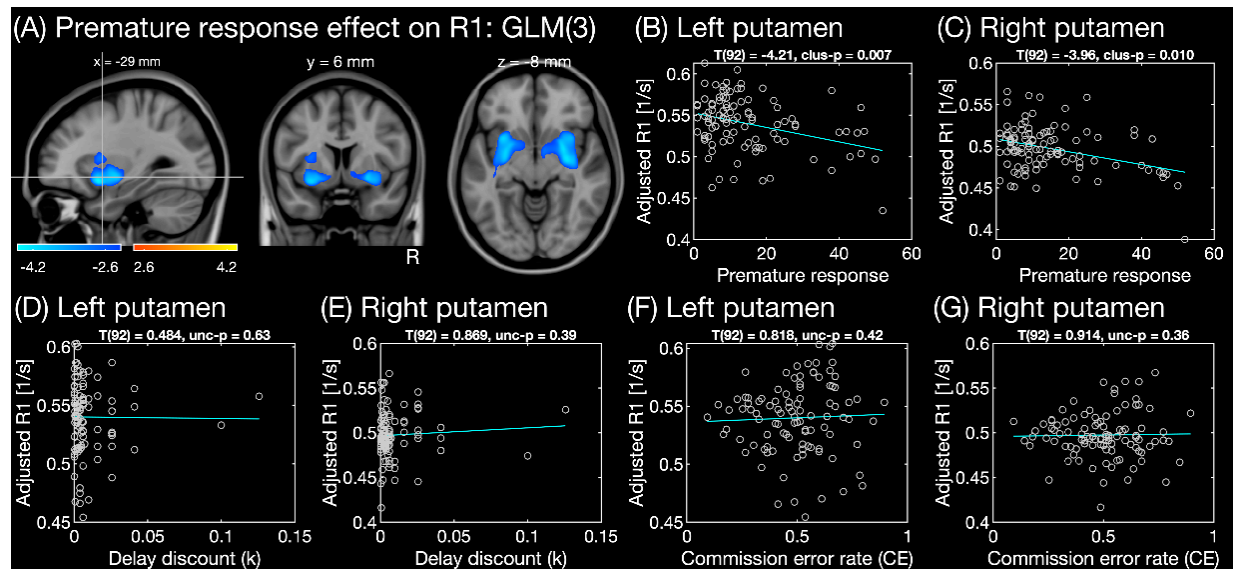 (A) Premature response effect on R1: GLM(3)
x = -29 mm
y = 6 mm
z = -8 mm
R
-4.2
-2.6
2.6
4.2
(B) Left putamen
T(92) = -4.21, clus-p = 0.007
Adjusted R1 [1/s]
0.6
0.55
0.5
0.45
0.4
0
20
40
60
Premature response
(C) Right putamen
T(92) = -3.96, clus-p = 0.010
Adjusted R1 [1/s]
0.6
0.55
0.5
0.45
0.4
0
20
40
60
Premature response
(D) Left putamen
T(92) = 0.484, unc-p = 0.63
Adjusted R1 [1/s]
0.6
0.55
0.5
0.45
0
0.05
0.1
0.15
Delay discount (k)
(E) Right putamen
T(92) = 0.869, unc-p = 0.39
Adjusted R1 [1/s]
0.6
0.5
0.4
0
0.05
0.1
0.15
Delay discount (k)
(F) Left putamen
T(92) = 0.818, unc-p = 0.42
Adjusted R1 [1/s]
0.6
0.55
0.5
0.45
0
0.5
1
Commission error rate (CE)
(G) Right putamen
T(92) = 0.914, unc-p = 0.36
Adjusted R1 [1/s]
0.6
0.5
0.4
0
0.5
1
Commission error rate (CE)